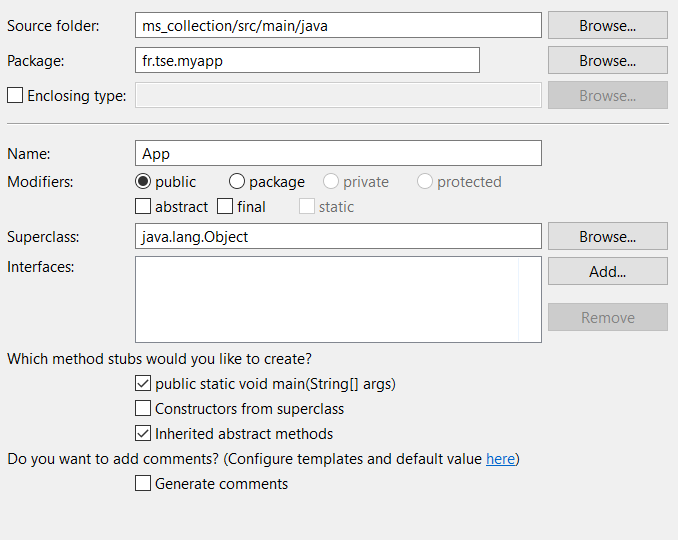 Source folder: ms_collection/src/main/java Browse...
Package: fr.tse.myapp Browse...
Enclosing type: Browse...
Name: App
Modifiers: public package private protected
abstract final static
Superclass: java.lang.Object Browse...
Interfaces: Add...
Remove
Which method stubs would you like to create?
public static void main(String[] args)
Constructors from superclass
Inherited abstract methods
Do you want to add comments? (Configure templates and default value here)
Generate comments